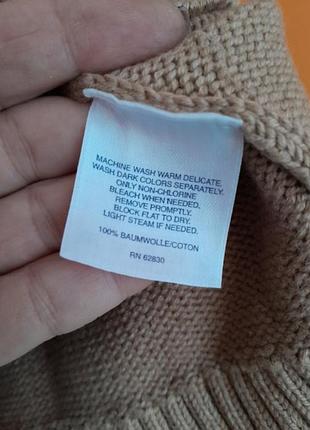 MACHINE WASH WARM DELICATE.
WASH DARK COLORS SEPARATELY.
ONLY NON-CHLORINE
BLEACH WHEN NEEDED.
REMOVE PROMPTLY.
BLOCK FLAT TO DRY.
LIGHT STEAM IF NEEDED.
100% BAUMWOLLE/COTTON
RN 62830